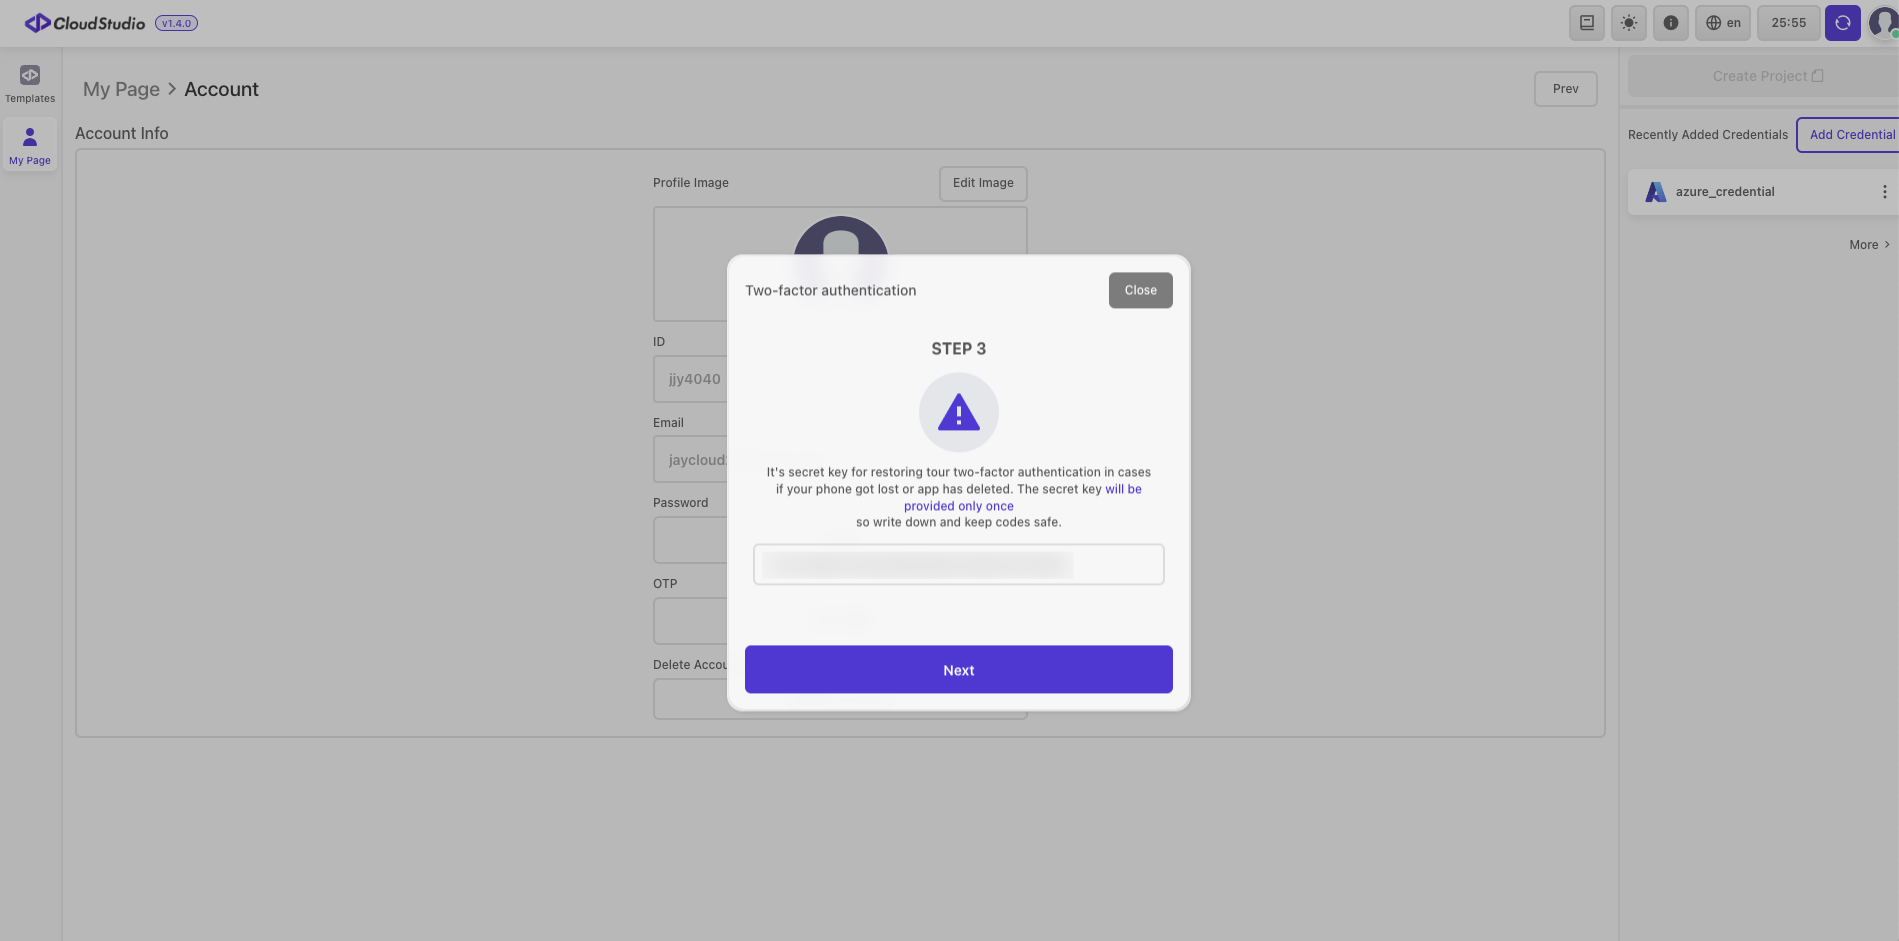 CloudStudio v1.4.0
en
25:55
Templates
My Page
My Page > Account
Prev
Account Info
Profile Image
Edit Image
ID
jjy4040
Email
Password
OTP
Two-factor authentication
Close
STEP 3
It's secret key for restoring tour two-factor authentication in cases
if your phone got lost or app has deleted. The secret key will be
provided only once
so write down and keep codes safe.
Next
Create Project
Recently Added Credentials
Add Credential
azure_credential
More >